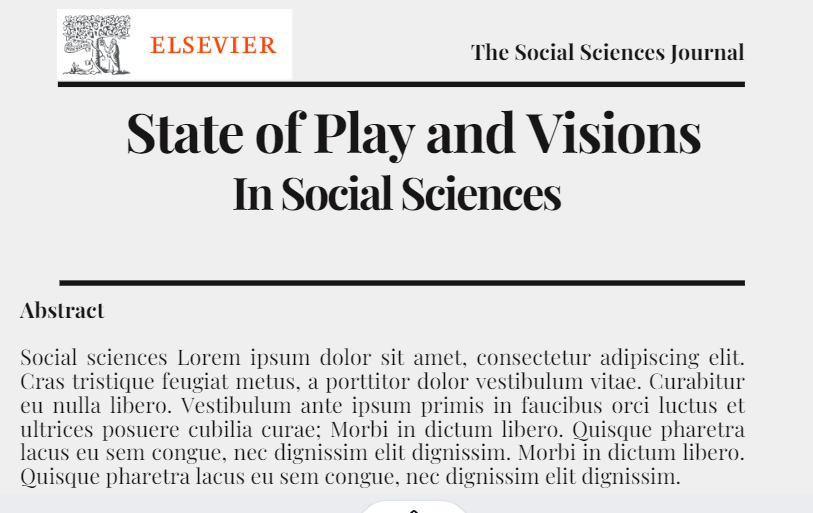 ELSEVIER
The Social Sciences Journal
State of Play and Visions
In Social Sciences
Abstract
Social sciences Lorem ipsum dolor sit amet, consectetur adipiscing elit.
Cras tristique feugiat metus, a porttitor dolor vestibulum vitae. Curabitur
eu nulla libero. Vestibulum ante ipsum primis in faucibus orci luctus et
ultrices posuere cubilia curae; Morbi in dictum libero. Quisque pharetra
lacus eu sem congue, nec dignissim elit dignissim. Morbi in dictum libero.
Quisque pharetra lacus eu sem congue, nec dignissim elit dignissim.